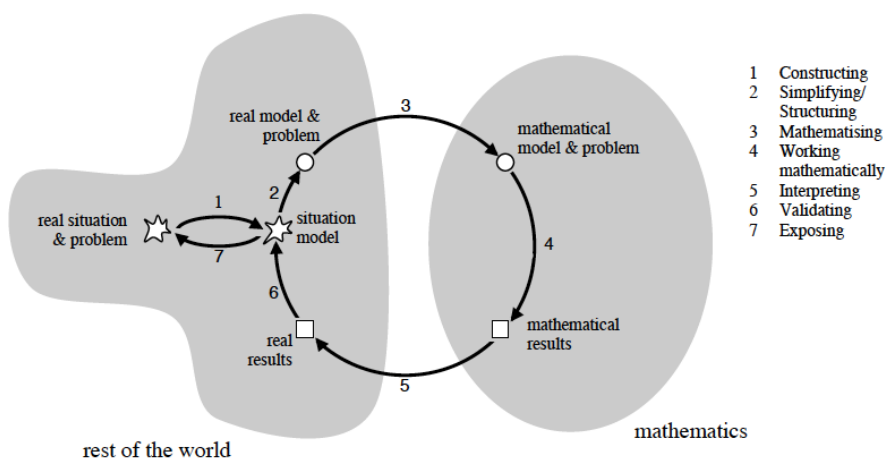 real model &
problem
3
mathematical
model & problem
1 Constructing
2 Simplifying/
Structuring
3 Mathematising
4 Working
mathematically
5 Interpreting
6 Validating
7 Exposing
real situation
& problem
1
2
situation
model
7
4
6
real
results
mathematical
results
5
rest of the world
mathematics